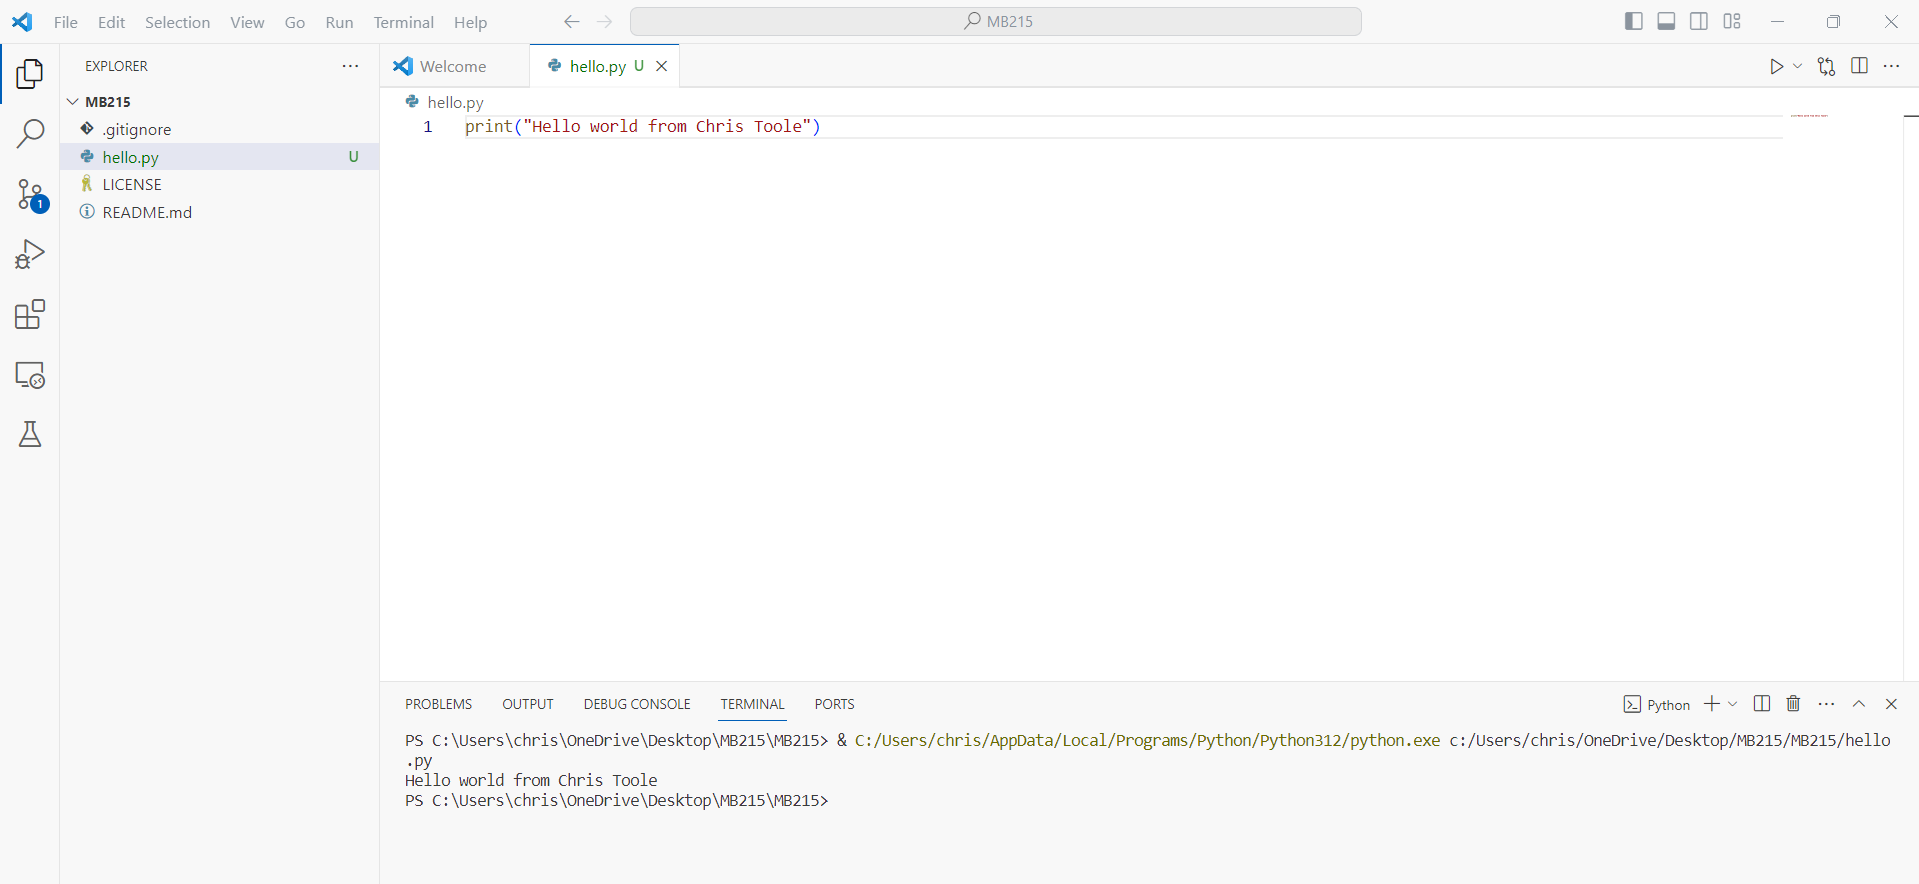 File Edit Selection View Go Run Terminal Help MB215
EXPLORER
MB215
.gitignore
hello.py U
LICENSE
README.md
1
Welcome hello.py U
hello.py
1 print("Hello world from Chris Toole")
PROBLEMS OUTPUT DEBUG CONSOLE TERMINAL PORTS Python
PS C:\Users\chris\OneDrive\Desktop\MB215\MB215> & C:/Users/chris/AppData/Local/Programs/Python/Python312/python.exe c:/Users/chris/OneDrive/Desktop/MB215/MB215/hello
.py
Hello world from Chris Toole
PS C:\Users\chris\OneDrive\Desktop\MB215\MB215>